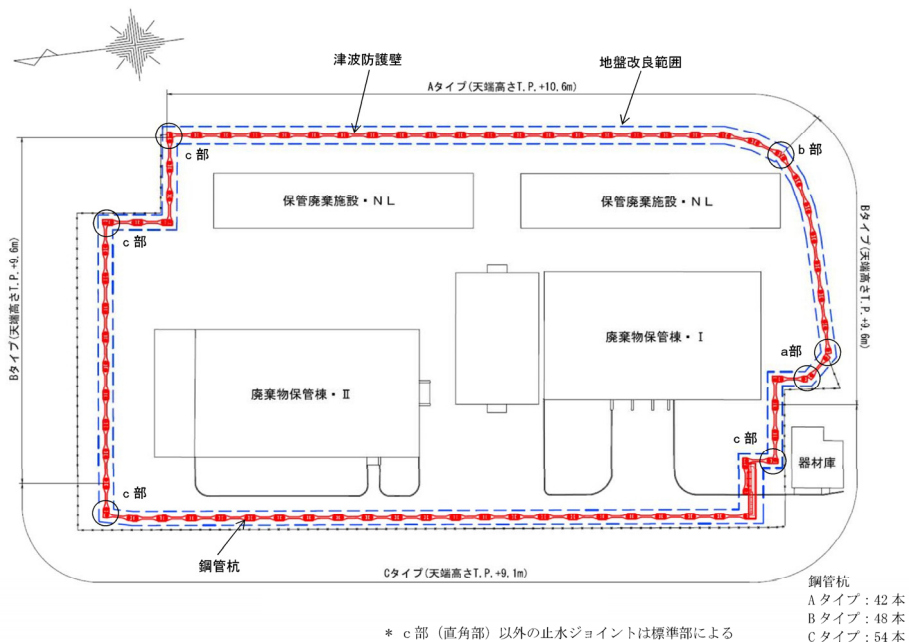 津波防護壁
地盤改良範囲
Aタイプ(天端高さT.P.+10.6m)
c部
b部
保管廃棄施設・NL
保管廃棄施設・NL
c部
Bタイプ(天端高さT.P.+9.6m)
Bタイプ(天端高さT.P.+9.6m)
廃棄物保管棟・Ⅰ
a部
廃棄物保管棟・Ⅱ
c部
器材庫
c部
鋼管杭
Cタイプ(天端高さT.P.+9.1m)
鋼管杭
Aタイプ：42本
Bタイプ：48本
Cタイプ：54本
* c部（直角部）以外の止水ジョイントは標準部による